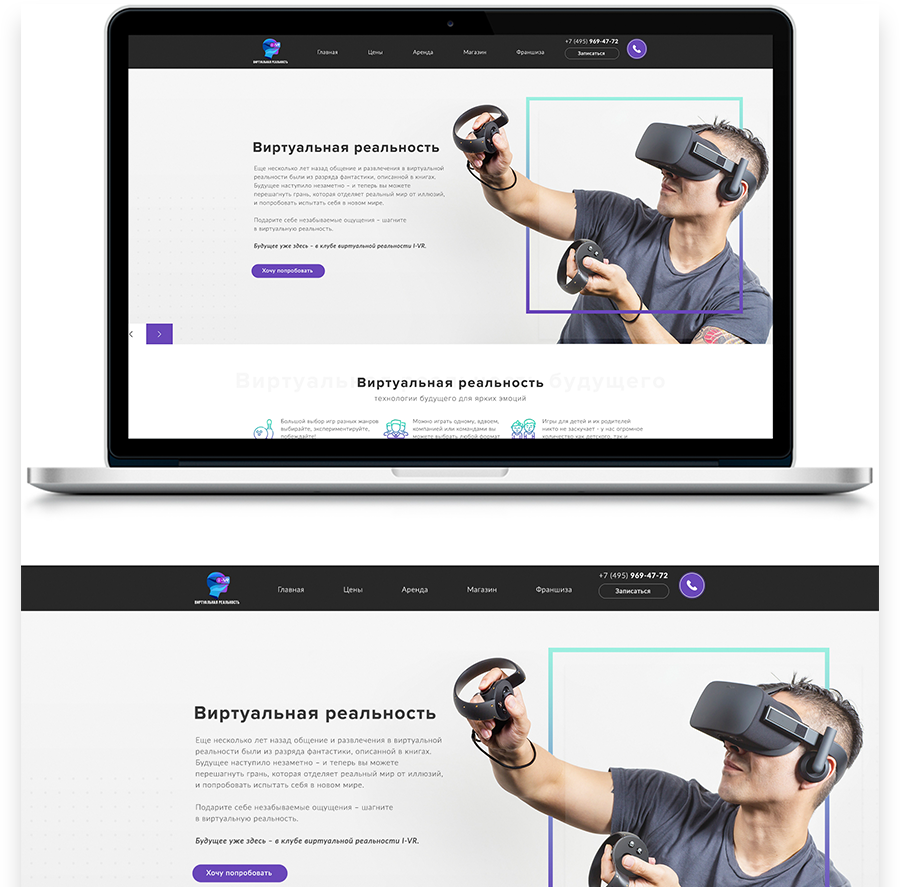 I-VR
ВИРТУАЛЬНАЯ РЕАЛЬНОСТЬ
Главная
Цены
Аренда
Магазин
Франшиза
+7 (495) 969-47-72
Записаться
Виртуальная реальность
Еще несколько лет назад общение и развлечения в виртуальной
реальности были из разряда фантастики, описанной в книгах.
Будущее наступило незаметно – и теперь вы можете
перешагнуть грань, которая отделяет реальный мир от иллюзий,
и попробовать испытать себя в новом мире.
Подарите себе незабываемые ощущения – шагните
в виртуальную реальность.
Будущее уже здесь – в клубе виртуальной реальности I-VR.
Хочу попробовать
Виртуальн
будущего
Виртуальная реальность
технологии будущего для ярких эмоций
Большой выбор игр разных жанров
выбирайте, экспериментируйте,
побеждайте!
Можно играть одному, вдвоем,
компанией или командами вы
можете выбрать любой формат
Игры для детей и их родителей
никто не заскучает - у нас огромное
количество как детского, так и
I-VR
ВИРТУАЛЬНАЯ РЕАЛЬНОСТЬ
Главная
Цены
Аренда
Магазин
Франшиза
+7 (495) 969-47-72
Записаться
Виртуальная реальность
Еще несколько лет назад общение и развлечения в виртуальной
реальности были из разряда фантастики, описанной в книгах.
Будущее наступило незаметно – и теперь вы можете
перешагнуть грань, которая отделяет реальный мир от иллюзий,
и попробовать испытать себя в новом мире.
Подарите себе незабываемые ощущения – шагните
в виртуальную реальность.
Будущее уже здесь – в клубе виртуальной реальности I-VR.
Хочу попробовать